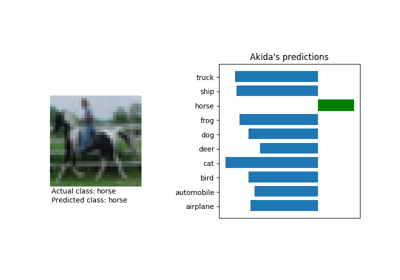 Akida's predictions
truck
ship
horse
frog
dog
deer
cat
bird
automobile
airplane
Actual class: horse
Predicted class: horse